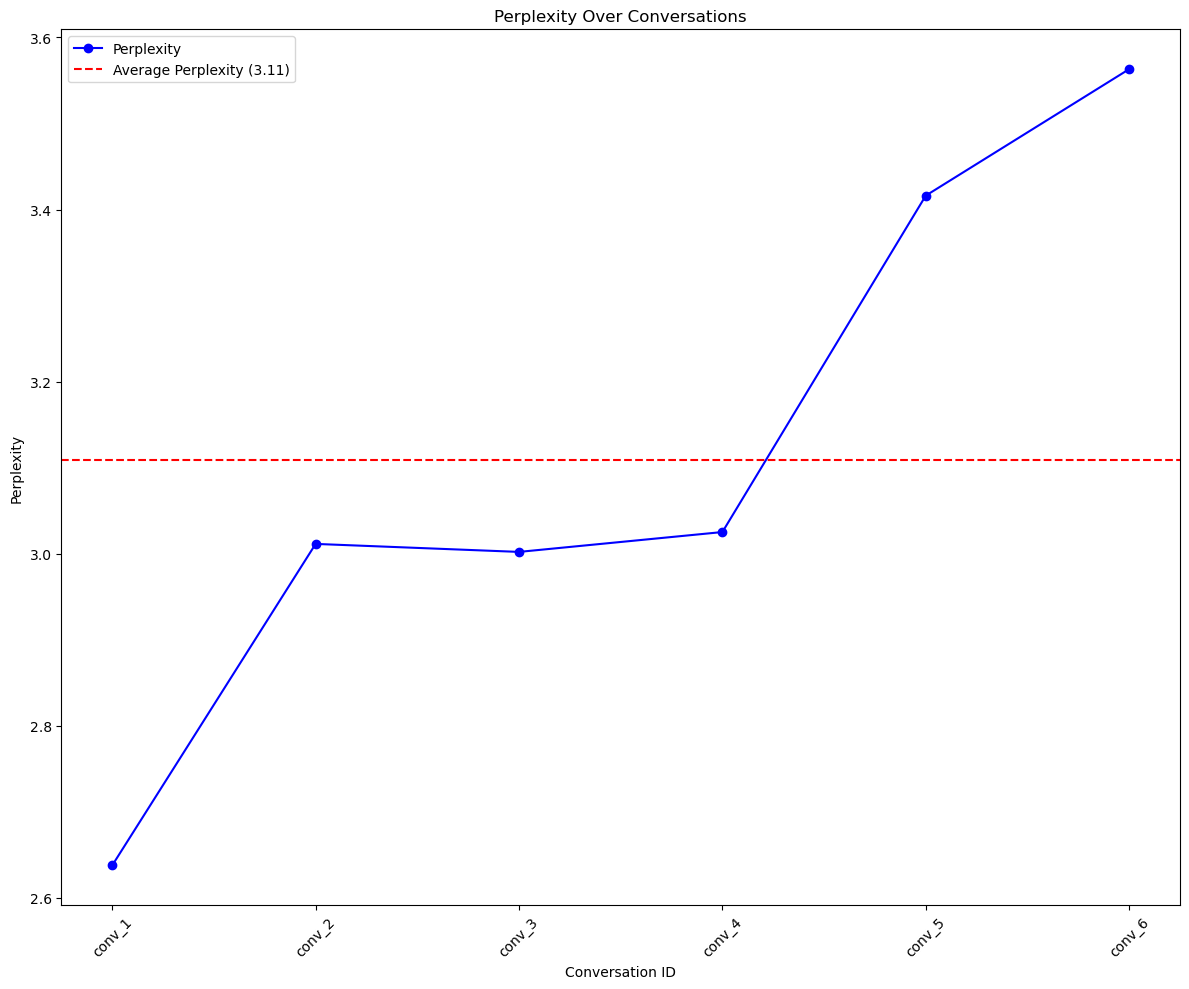 Perplexity Over Conversations
Perplexity
Average Perplexity (3.11)
3.6
3.4
3.2
3.0
2.8
2.6
Perplexity
conv_1
conv_2
conv_3
conv_4
conv_5
conv_6
Conversation ID